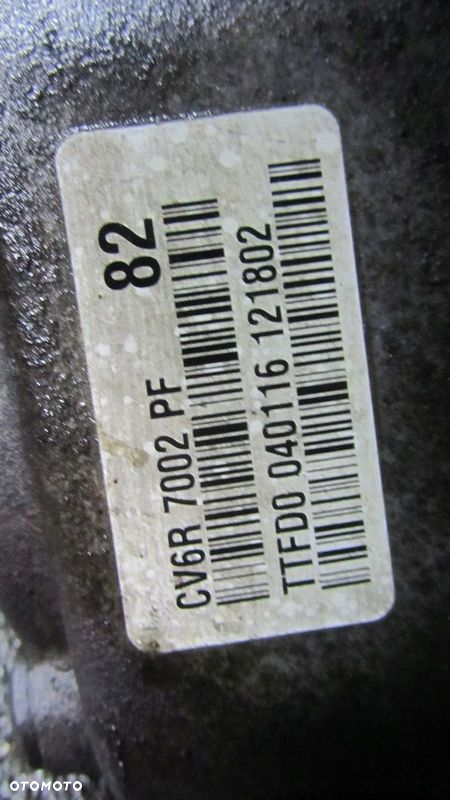 82
CV6R 7002 PF
TTFD0 040116 121802
OTOMOTO